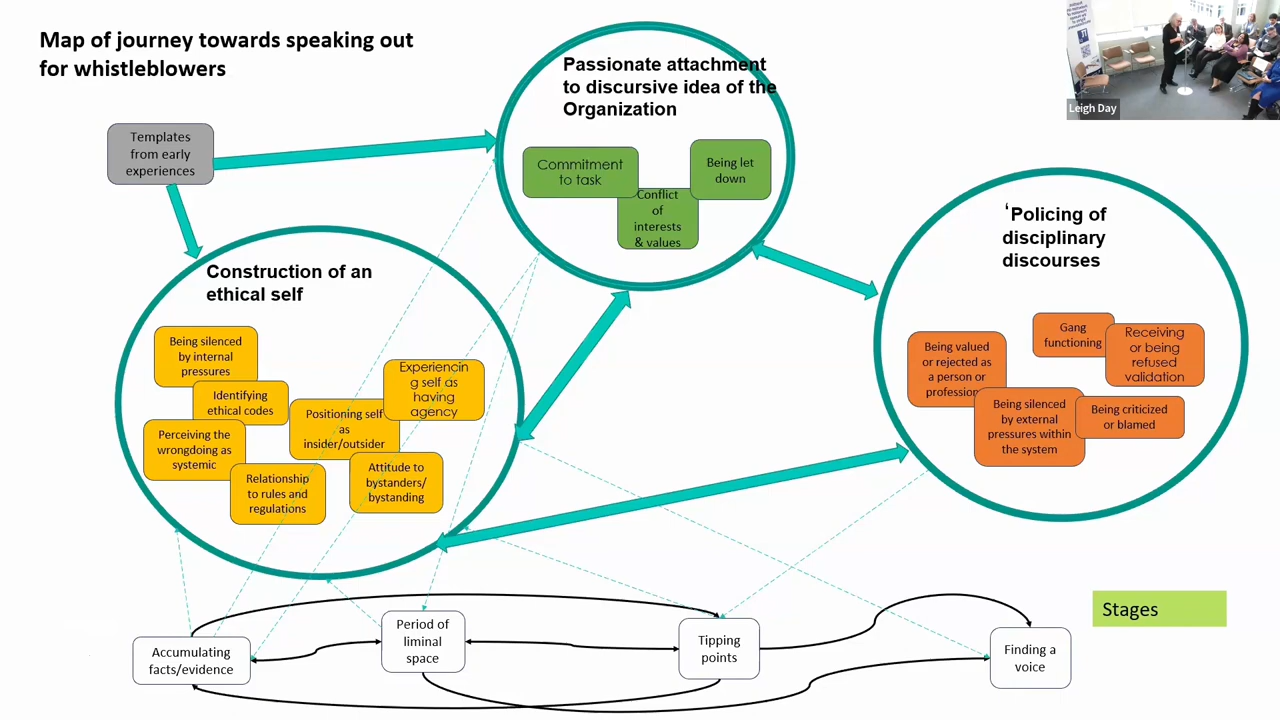 Map of journey towards speaking out
for whistleblowers
Leigh Day
Passionate attachment
to discursive idea of the
Organization
Commitment
to task
Being let
down
Conflict
of
interests
& values
Templates
from early
experiences
‘Policing of
disciplinary
discourses
Being valued
or rejected as
a person or
profession
Gang
functioning
Receiving
or being
refused
validation
Being silenced
by external
pressures within
the system
Being criticized
or blamed
Construction of an
ethical self
Being silenced
by internal
pressures
Identifying
ethical codes
Perceiving the
wrongdoing as
systemic
Relationship
to rules and
regulations
Positioning self
as
insider/outsider
Experiencin
g self as
having
agency
Attitude to
bystanders/
bystanding
Stages
Accumulating
facts/evidence
Period of
liminal
space
Tipping
points
Finding a
voice